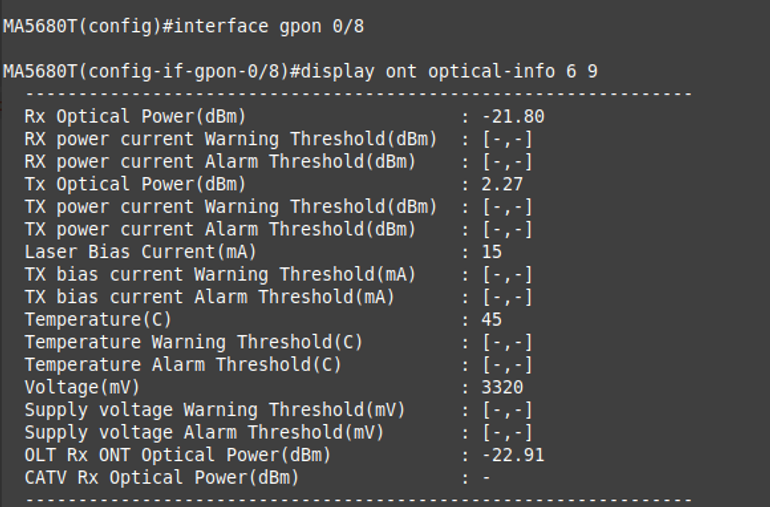 MA5680T(config)#interface gpon 0/8
MA5680T(config-if-gpon-0/8)#display ont optical-info 6 9
-----------------------------------------------------------------
Rx Optical Power(dBm) : -21.80
RX power current Warning Threshold(dBm) : [-,-]
RX power current Alarm Threshold(dBm) : [-,-]
Tx Optical Power(dBm) : 2.27
TX power current Warning Threshold(dBm) : [-,-]
TX power current Alarm Threshold(dBm) : [-,-]
Laser Bias Current(mA) : 15
TX bias current Warning Threshold(mA) : [-,-]
TX bias current Alarm Threshold(mA) : [-,-]
Temperature(C) : 45
Temperature Warning Threshold(C) : [-,-]
Temperature Alarm Threshold(C) : [-,-]
Voltage(mV) : 3320
Supply voltage Warning Threshold(mV) : [-,-]
Supply voltage Alarm Threshold(mV) : [-,-]
OLT Rx ONT Optical Power(dBm) : -22.91
CATV Rx Optical Power(dBm) : -
-----------------------------------------------------------------